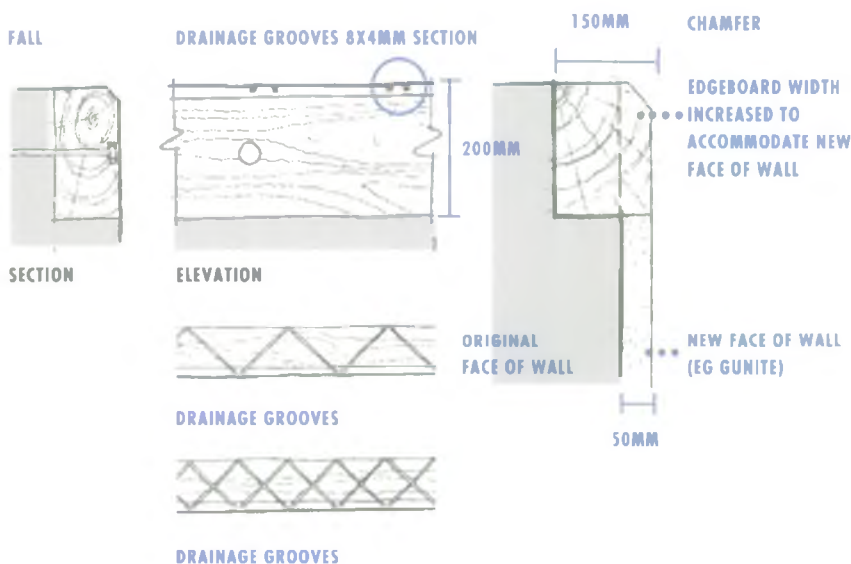 FALL
DRAINAGE GROOVES 8X4MM SECTION
150MM
CHAMFER
EDGEBOARD WIDTH
INCREASED TO
ACCOMMODATE NEW
FACE OF WALL
200MM
SECTION
ELEVATION
ORIGINAL
FACE OF WALL
NEW FACE OF WALL
(EG GUNITE)
DRAINAGE GROOVES
50MM
DRAINAGE GROOVES